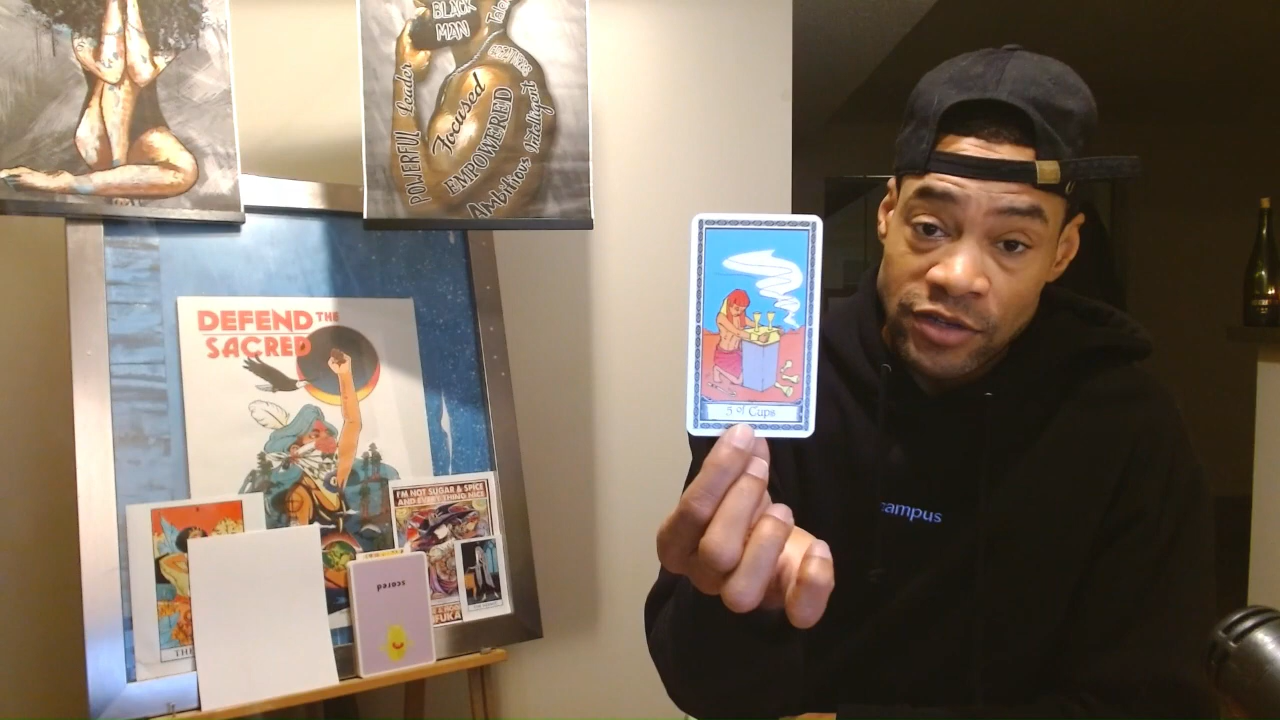 BLACK
MAN
POWERFUL
Leader
Focused
EMPOWERED
Ambitious
Intelligent
DEFEND THE
SACRED
I'M NOT SUGAR & SPICE
AND EVERYTHING NICE
scared
5 of Cups
campus